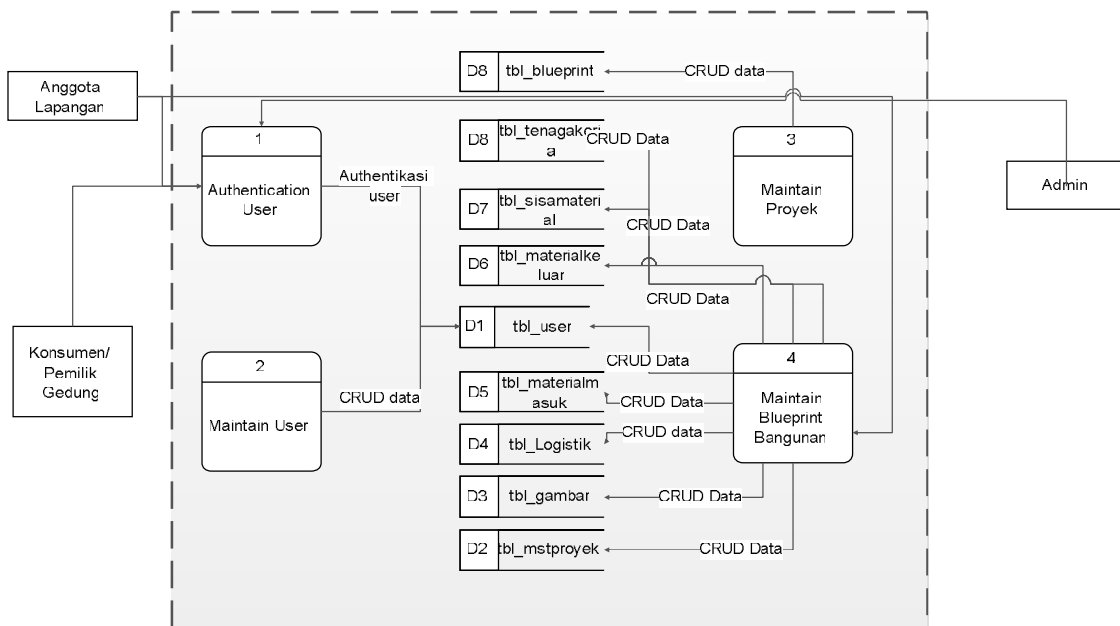 D8
tbl_blueprint
CRUD data
Anggota
Lapangan
1
Authentication
User
Authentikasi
user
D8
tbl_tenagakerj
a
CRUD Data
3
Maintain
Proyek
Admin
D7
tbl_sisamateri
al
CRUD Data
D6
tbl_materialke
luar
CRUD Data
D1
tbl_user
CRUD Data
Konsumen/
Pemilik
Gedung
2
Maintain User
CRUD data
D5
tbl_materialm
asuk
CRUD Data
4
Maintain
Blueprint
Bangunan
D4
tbl_Logistik
CRUD data
D3
tbl_gambar
CRUD Data
D2
tbl_mstproyek
CRUD Data